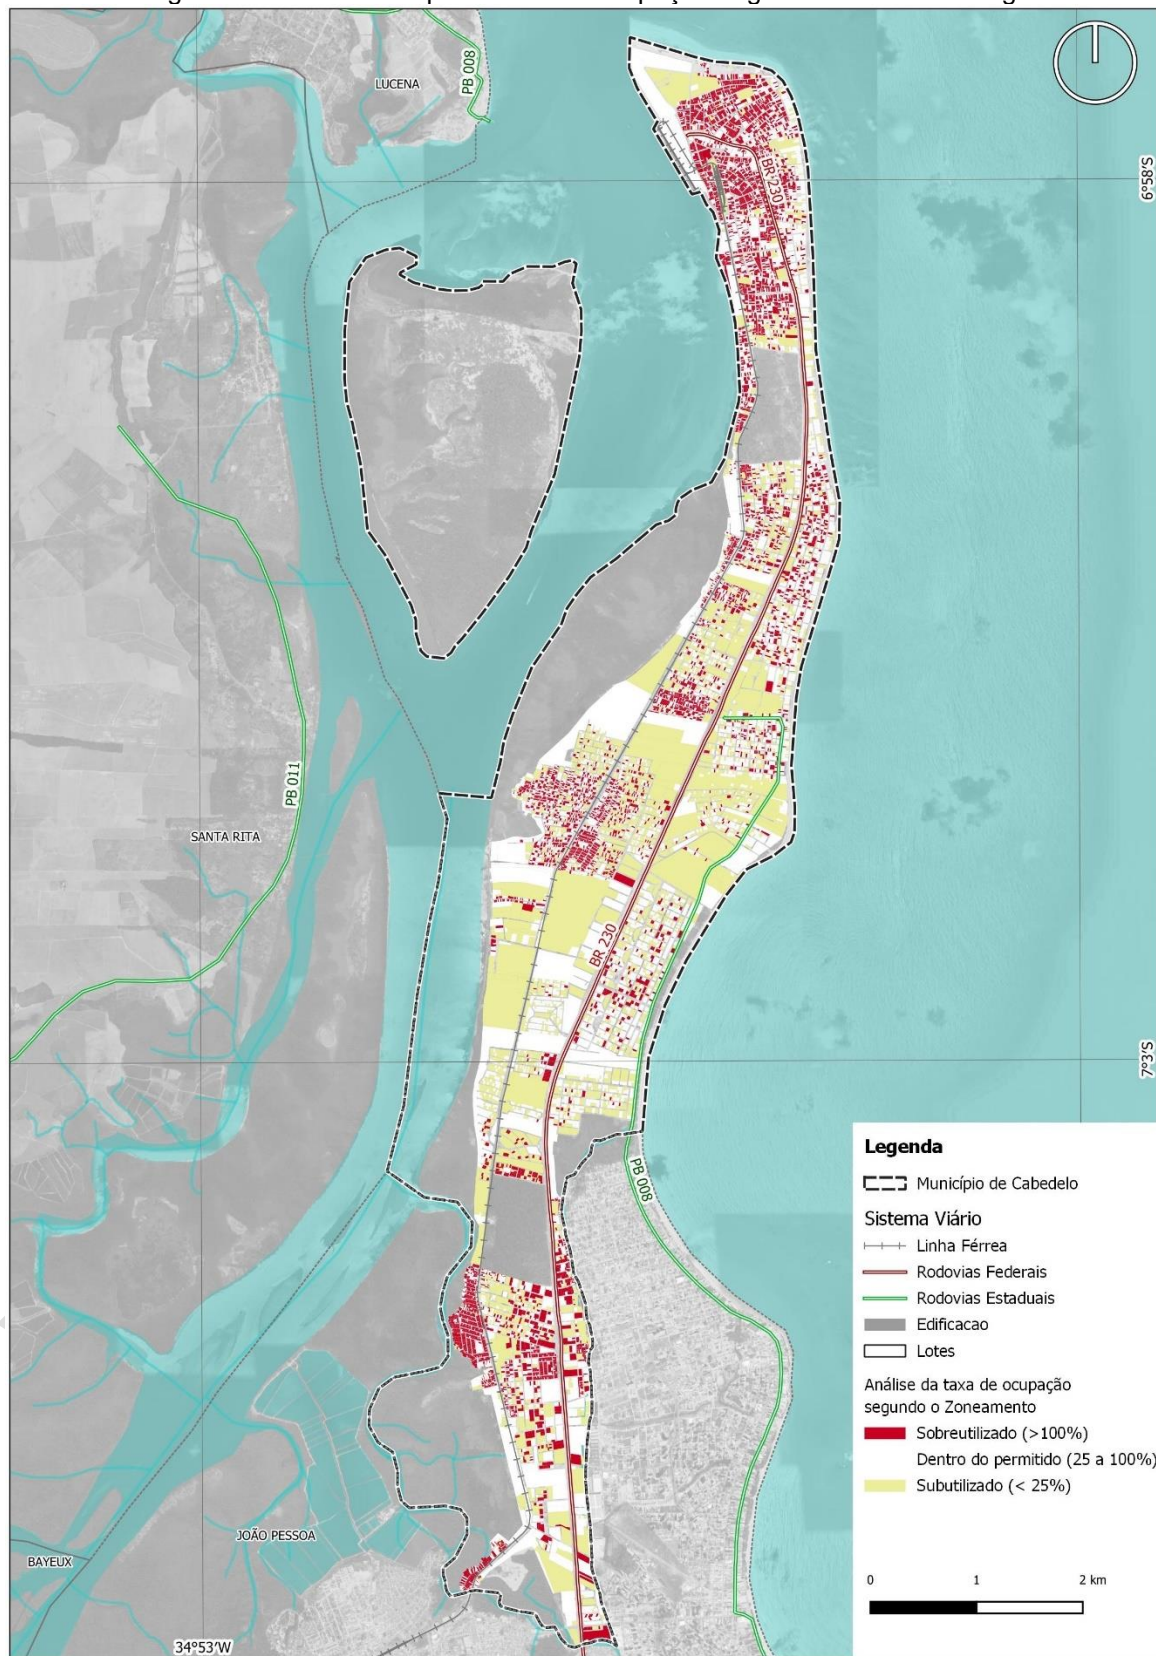 LUCENA
PB 008
BR 230
6°58'S
PB 011
SANTA RITA
BR 230
7°3'S
PB 008
JOÃO PESSOA
BAYEUX
34°53'W
Legenda
Município de Cabedelo
Sistema Viário
Linha Férrea
Rodovias Federais
Rodovias Estaduais
Edificacao
Lotes
Análise da taxa de ocupação
segundo o Zoneamento
Sobreutilizado (>100%)
Dentro do permitido (25 a 100%)
Subutilizado (< 25%)
0 1 2 km